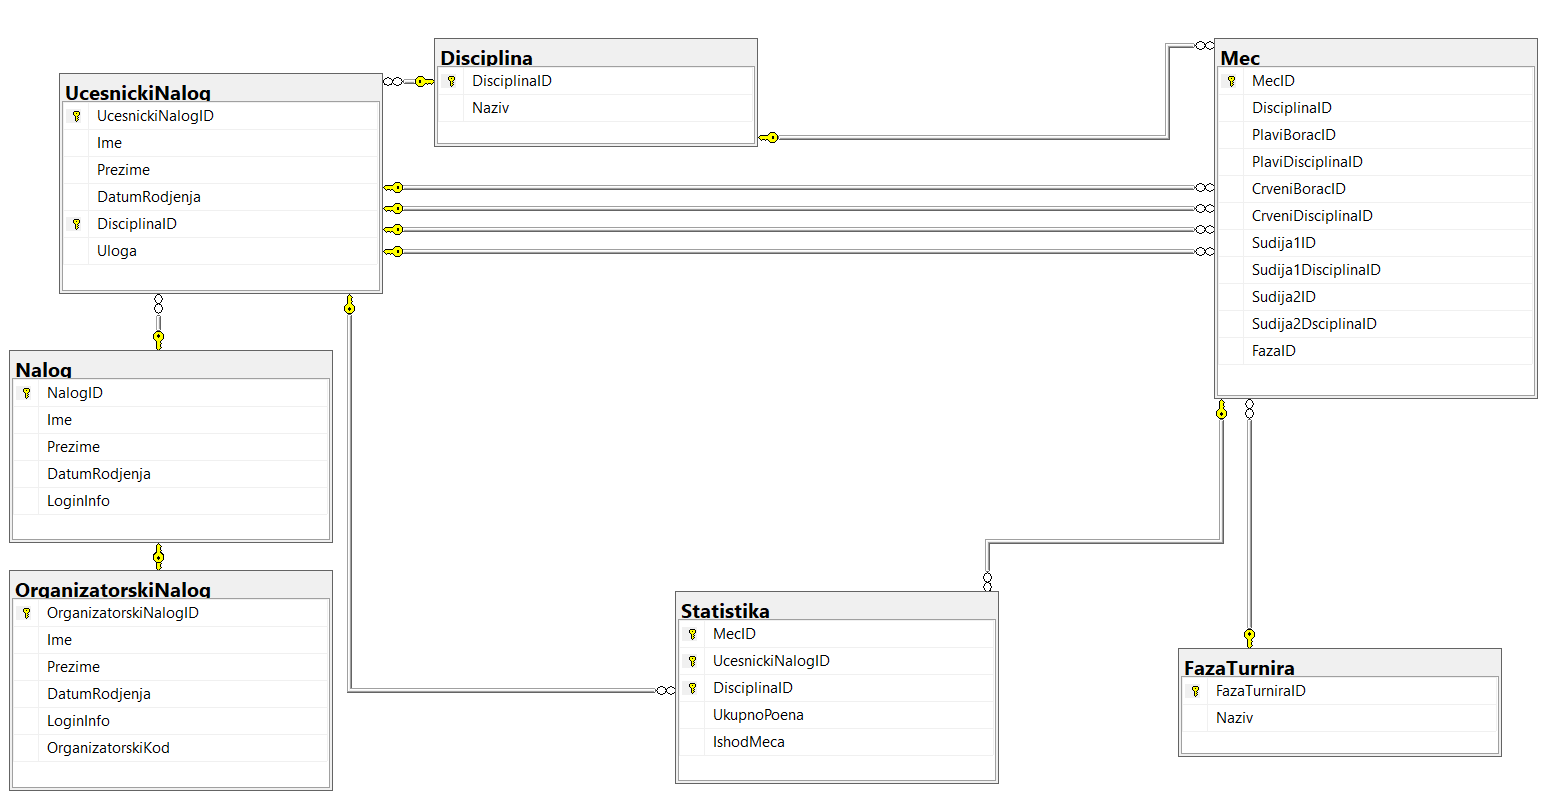 UcesnickiNalog
UcesnickiNalogID
Ime
Prezime
DatumRodjenja
DisciplinaID
Uloga
Disciplina
DisciplinaID
Naziv
Mec
MecID
DisciplinaID
PlaviBoracID
PlaviDisciplinaID
CrveniBoracID
CrveniDisciplinaID
Sudija1ID
Sudija1DisciplinaID
Sudija2ID
Sudija2DsciplinaID
FazaID
Nalog
NalogID
Ime
Prezime
DatumRodjenja
LoginInfo
OrganizatorskiNalog
OrganizatorskiNalogID
Ime
Prezime
DatumRodjenja
LoginInfo
OrganizatorskiKod
Statistika
MecID
UcesnickiNalogID
DisciplinaID
UkupnoPoena
IshodMeca
FazaTurnira
FazaTurniraID
Naziv